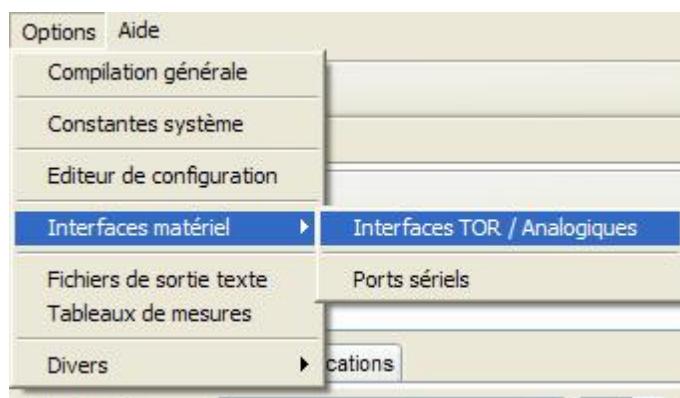 Options Aide
Compilation générale
Constantes système
Editeur de configuration
Interfaces matériel
Interfaces TOR / Analogiques
Fichiers de sortie texte
Ports sériels
Tableaux de mesures
Divers
cations